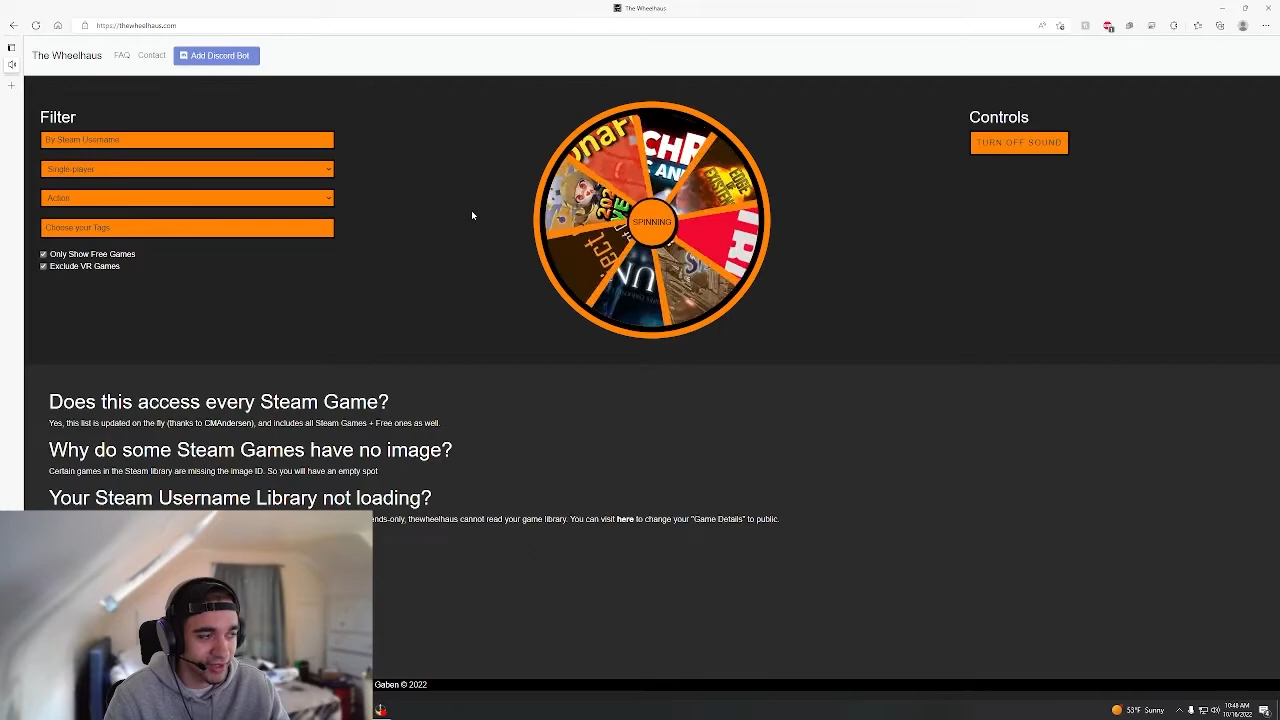 The Wheelhaus
https://thewheelhaus.com
The Wheelhaus
FAQ
Contact
Add Discord Bot
Filter
By Steam Username
Single-player
Action
Choose your Tags
Only Show Free Games
Exclude VR Games
SPINNING
Controls
TURN OFF SOUND
Does this access every Steam Game?
Yes, this list is updated on the fly (thanks to CMAndersen), and includes all Steam Games + Free ones as well.
Why do some Steam Games have no image?
Certain games in the Steam library are missing the image ID. So you will have an empty spot
Your Steam Username Library not loading?
ends-only, thewheelhaus cannot read your game library. You can visit here to change your "Game Details" to public.
Gaben © 2022
53°F Sunny
10:48 AM
10/16/2022